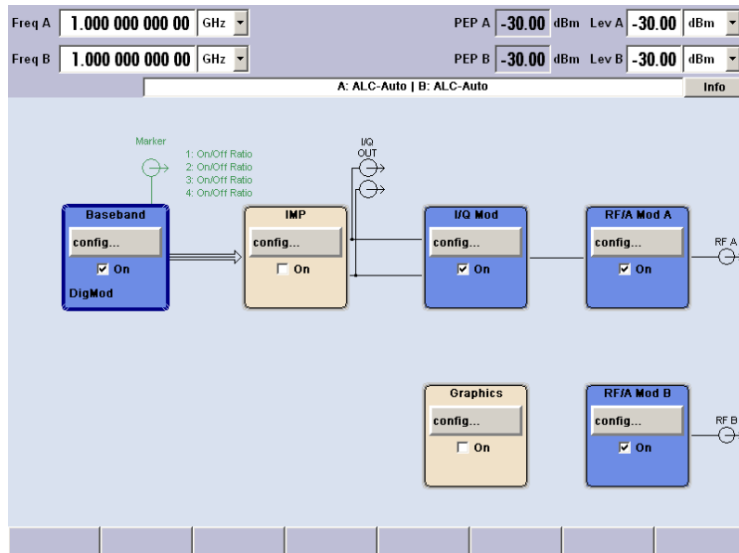 Freq A 1.000 000 000 00 GHz PEP A -30.00 dBm Lev A -30.00 dBm
Freq B 1.000 000 000 00 GHz PEP B -30.00 dBm Lev B -30.00 dBm
A: ALC-Auto | B: ALC-Auto Info
Marker
1: On/Off Ratio
2: On/Off Ratio
3: On/Off Ratio
4: On/Off Ratio
I/Q
OUT
Baseband IMP I/Q Mod RF/A Mod A
config... config... config... config...
On On On On
DigMod
RF A
Graphics RF/A Mod B
config... config...
On On
RF B